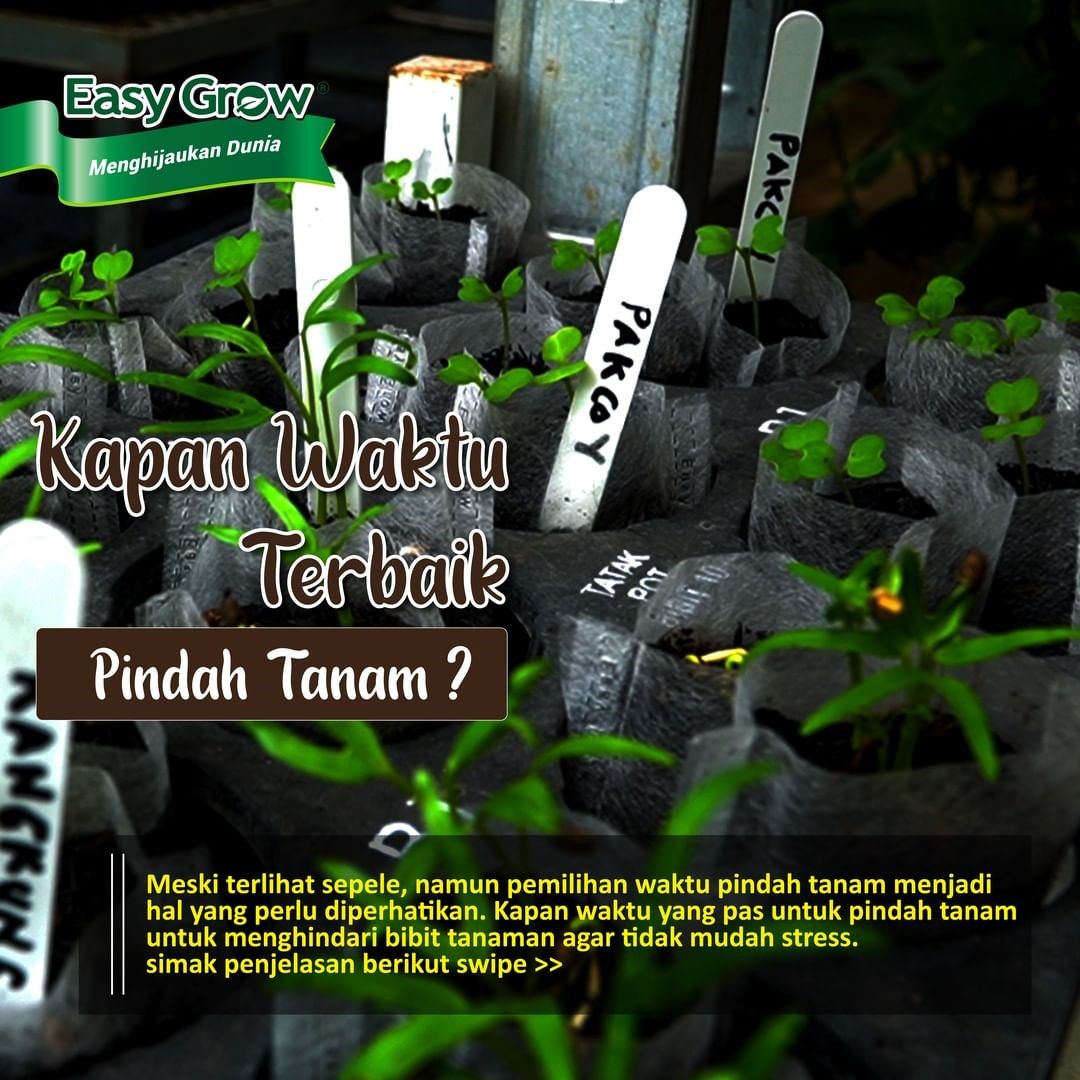 Easy Grow®
Menghijaukan Dunia
PAKC
PAKCOY
Kapan Waktu
Terbaik
TATAK
POT
Pindah Tanam ?
KANGKUNG
Meski terlihat sepele, namun pemilihan waktu pindah tanam menjadi
hal yang perlu diperhatikan. Kapan waktu yang pas untuk pindah tanam
untuk menghindari bibit tanaman agar tidak mudah stress.
simak penjelasan berikut swipe >>